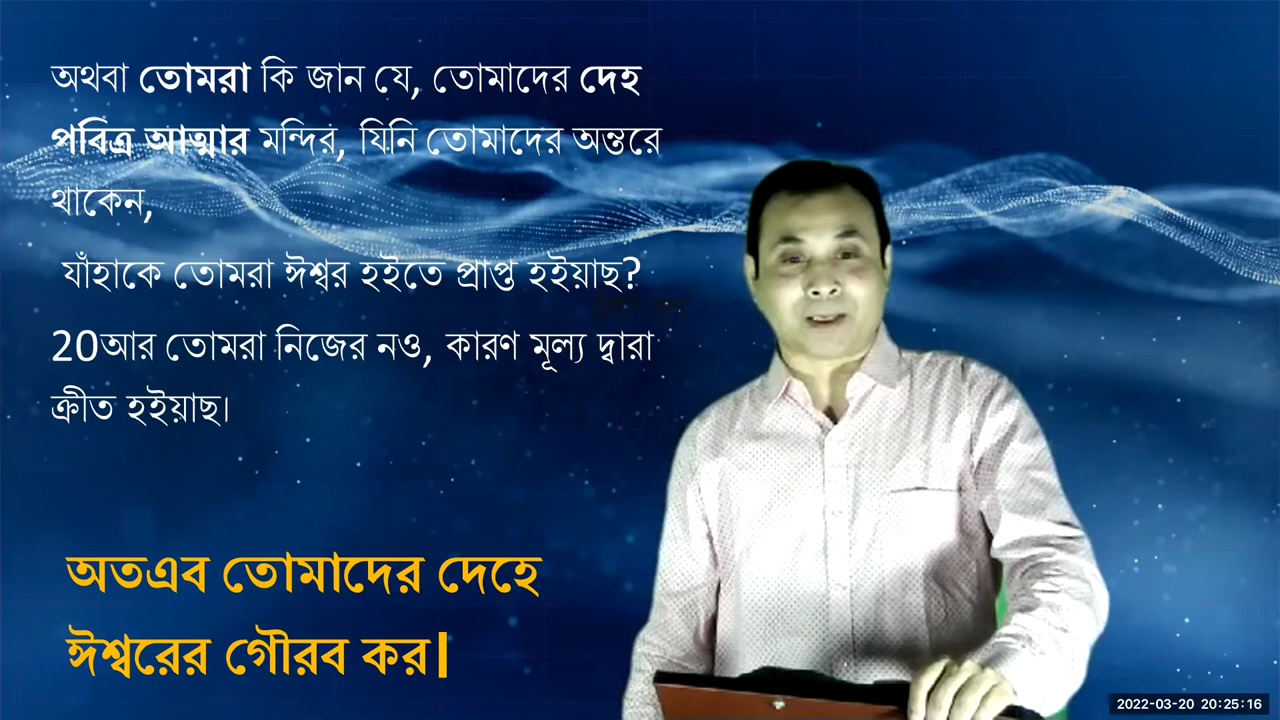 অথবা তোমরা কি জান যে, তোমাদের দেহ
পবিত্র আত্মার মন্দির, যিনি তোমাদের অন্তরে
থাকেন,
যাঁহাকে তোমরা ঈশ্বর হইতে প্রাপ্ত হইয়াছ?
20আর তোমরা নিজের নও, কারণ মূল্য দ্বারা
ক্রীত হইয়াছ।
অতএব তোমাদের দেহে
ঈশ্বরের গৌরব কর।
2022-03-20 20:25:16